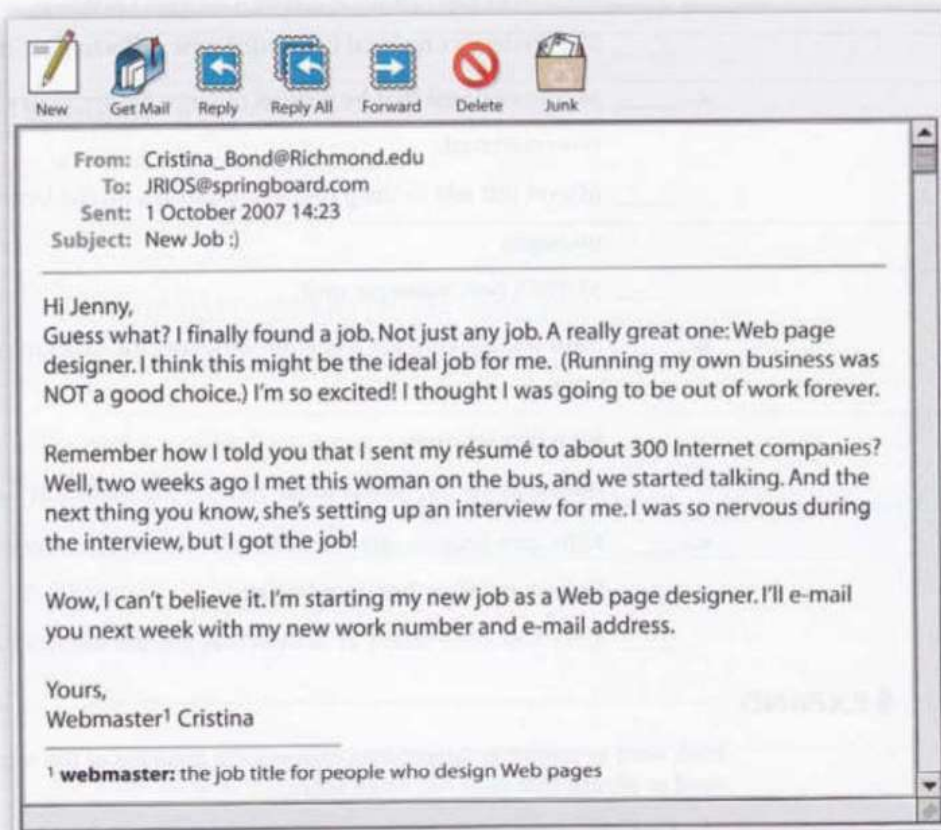 New Get Mail Reply Reply All Forward Delete Junk
From: Cristina_Bond@Richmond.edu
To: JRIOS@springboard.com
Sent: 1 October 2007 14:23
Subject: New Job :)
Hi Jenny,
Guess what? I finally found a job. Not just any job. A really great one: Web page
designer. I think this might be the ideal job for me. (Running my own business was
NOT a good choice.) I'm so excited! I thought I was going to be out of work forever.
Remember how I told you that I sent my résumé to about 300 Internet companies?
Well, two weeks ago I met this woman on the bus, and we started talking. And the
next thing you know, she's setting up an interview for me. I was so nervous during
the interview, but I got the job!
Wow, I can't believe it. I'm starting my new job as a Web page designer. I'll e-mail
you next week with my new work number and e-mail address.
Yours,
Webmaster¹ Cristina
¹ webmaster: the job title for people who design Web pages